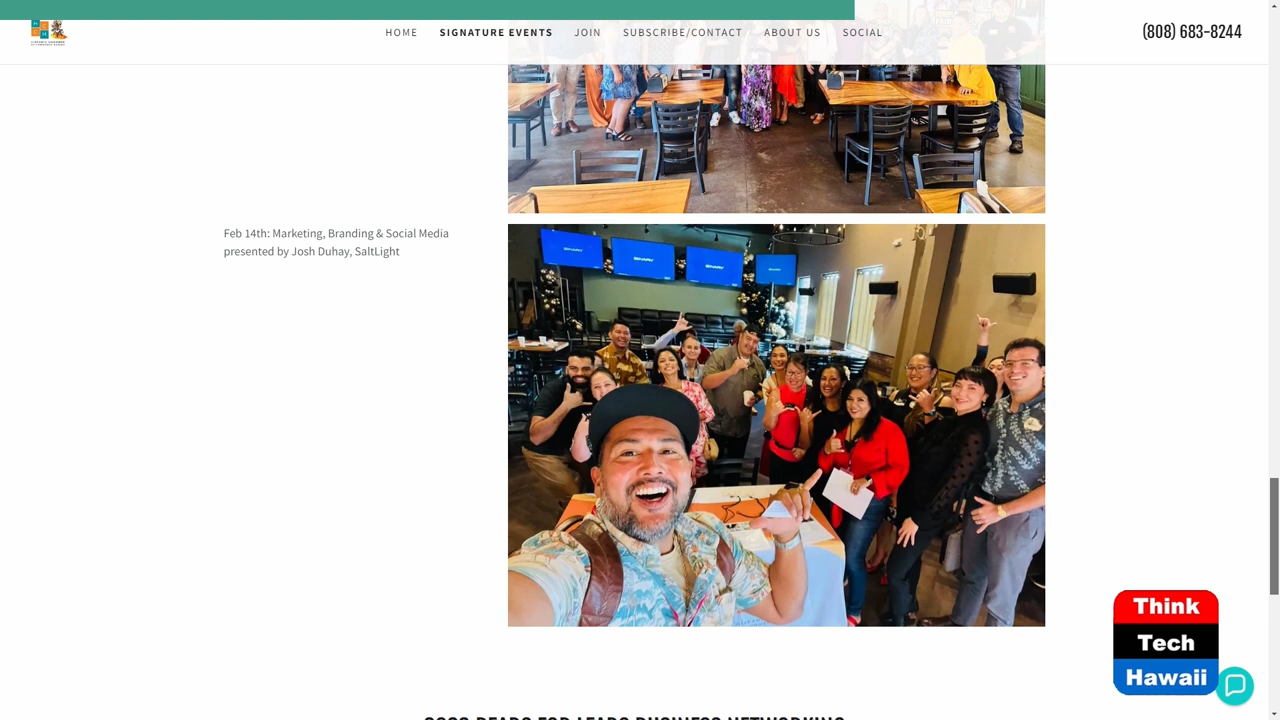 HOME SIGNATURE EVENTS JOIN SUBSCRIBE/CONTACT ABOUT US SOCIAL
(808) 683-8244
Feb 14th: Marketing, Branding & Social Media
presented by Josh Duhay, SaltLight
Think
Tech
Hawaii